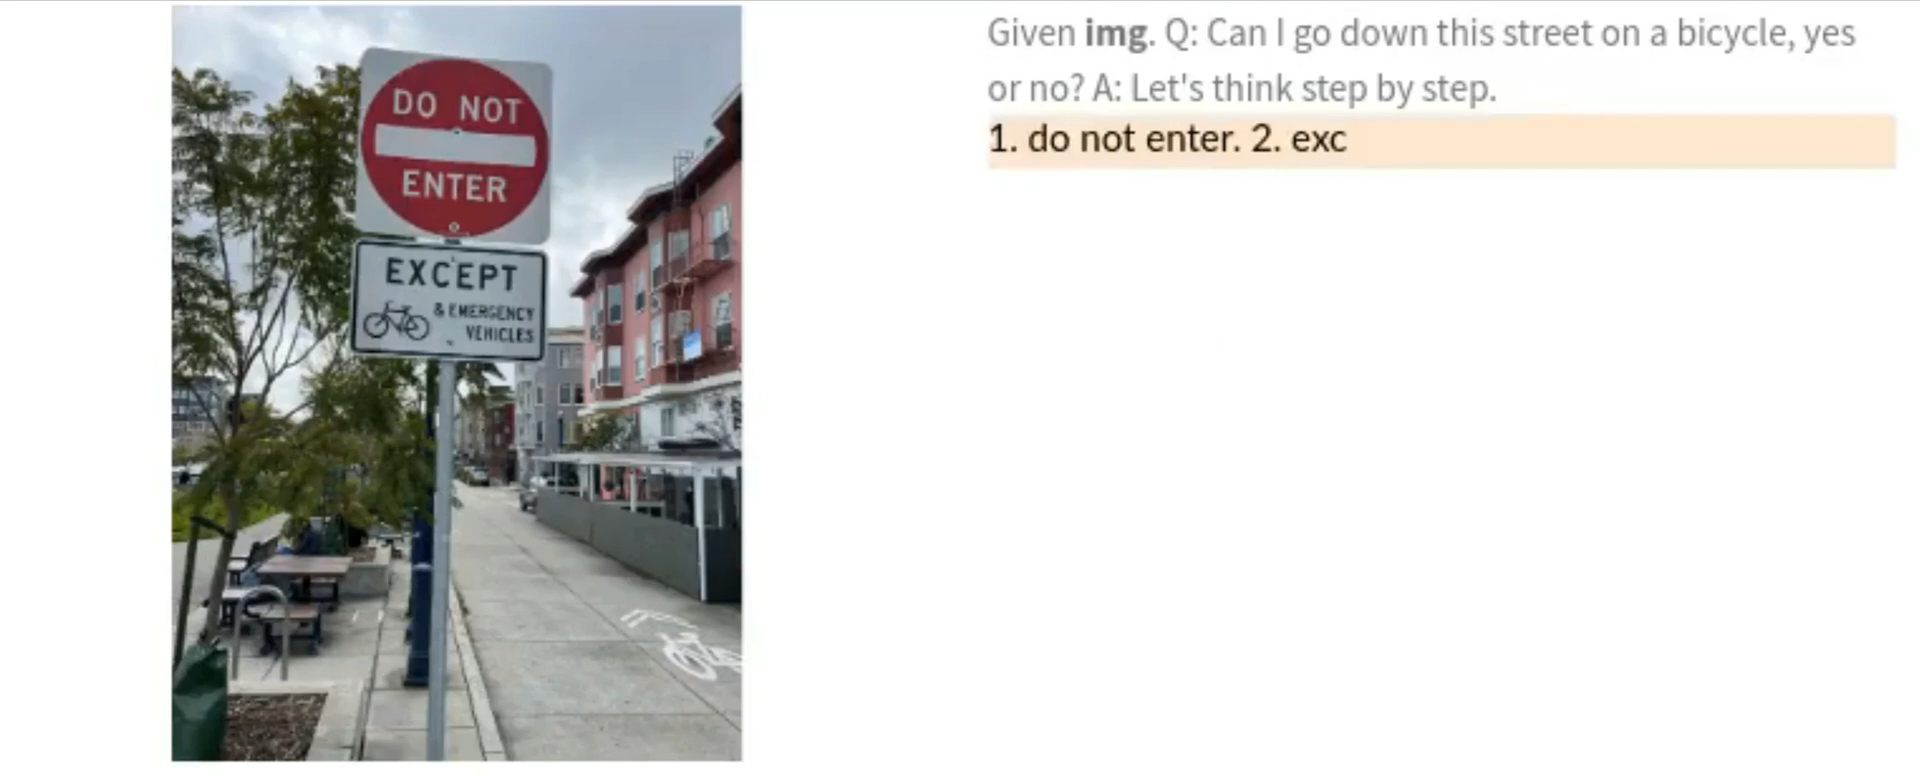 DO NOT
ENTER
EXCEPT
& EMERGENCY
VEHICLES
Given img. Q: Can I go down this street on a bicycle, yes
or no? A: Let's think step by step.
1. do not enter. 2. exc